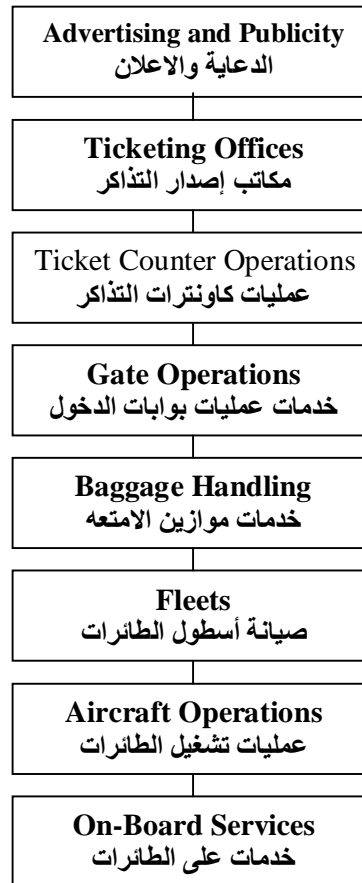 Advertising and Publicity
الدعاية والاعلان
Ticketing Offices
مكاتب إصدار التذاكر
Ticket Counter Operations
عمليات كاونترات التذاكر
Gate Operations
خدمات عمليات بوابات الدخول
Baggage Handling
خدمات موازين الامتعه
Fleets
صيانة أسطول الطائرات
Aircraft Operations
عمليات تشغيل الطائرات
On-Board Services
خدمات على الطائرات